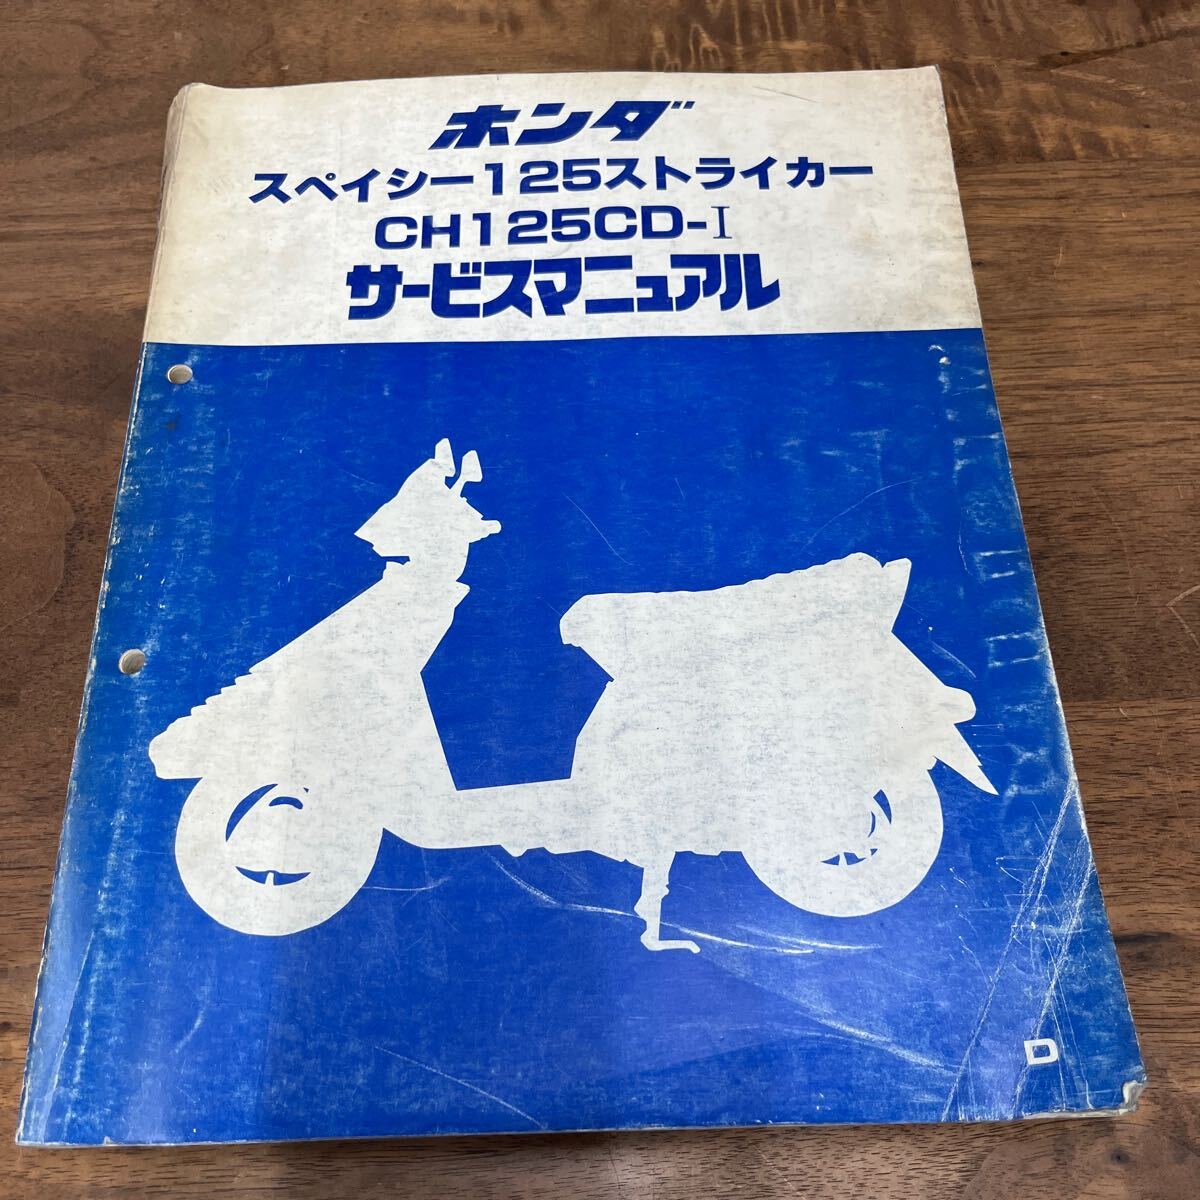 ホンダ
スペイシー125ストライカー
CH125CD-I
サービスマニュアル
D